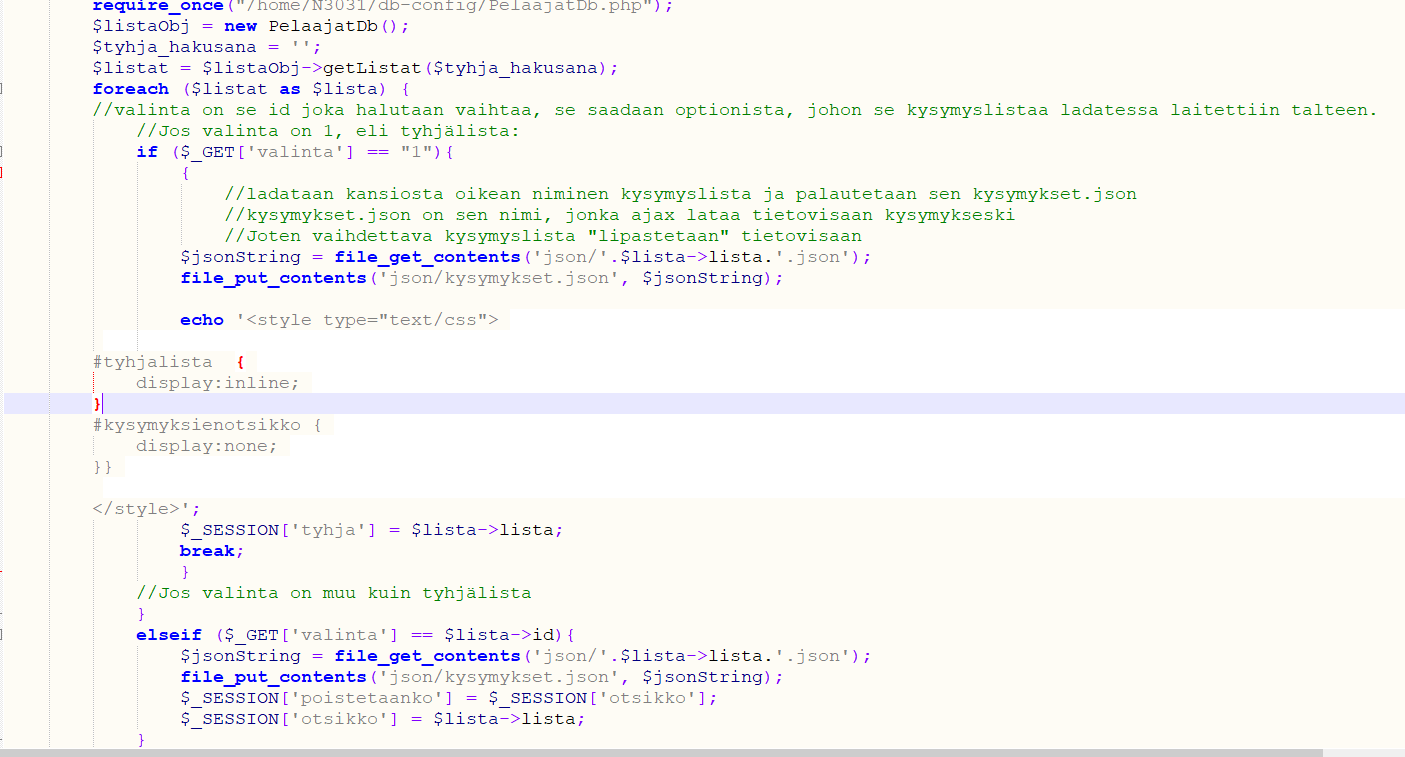 require_once("/home/N3031/db-config/PelaajatDb.php");
$listaObj = new PelaajatDb();
$tyhja_hakusana = '';
$listat = $listaObj->getListat($tyhja_hakusana);
foreach ($listat as $lista) {
//valinta on se id joka halutaan vaihtaa, se saadaan optionista, johon se kysymyslistaa ladatessa laitettiin talteen.
//Jos valinta on 1, eli tyhjälista:
if ($_GET['valinta'] == "1"){
{
//ladataan kansiosta oikean niminen kysymyslista ja palautetaan sen kysymykset.json
//kysymykset.json on sen nimi, jonka ajax lataa tietovisaan kysymykseski
//Joten vaihdettava kysymyslista "lipastetaan" tietovisaan
$jsonString = file_get_contents('json/'.$lista->lista.'.json');
file_put_contents('json/kysymykset.json', $jsonString);
echo '<style type="text/css">
#tyhjalista  {
display:inline;
}
#kysymyksienotsikko {
display:none;
}}
</style>';
$_SESSION['tyhja'] = $lista->lista;
break;
}
//Jos valinta on muu kuin tyhjälista
}
elseif ($_GET['valinta'] == $lista->id){
$jsonString = file_get_contents('json/'.$lista->lista.'.json');
file_put_contents('json/kysymykset.json', $jsonString);
$_SESSION['poistetaanko'] = $_SESSION['otsikko'];
$_SESSION['otsikko'] = $lista->lista;
}